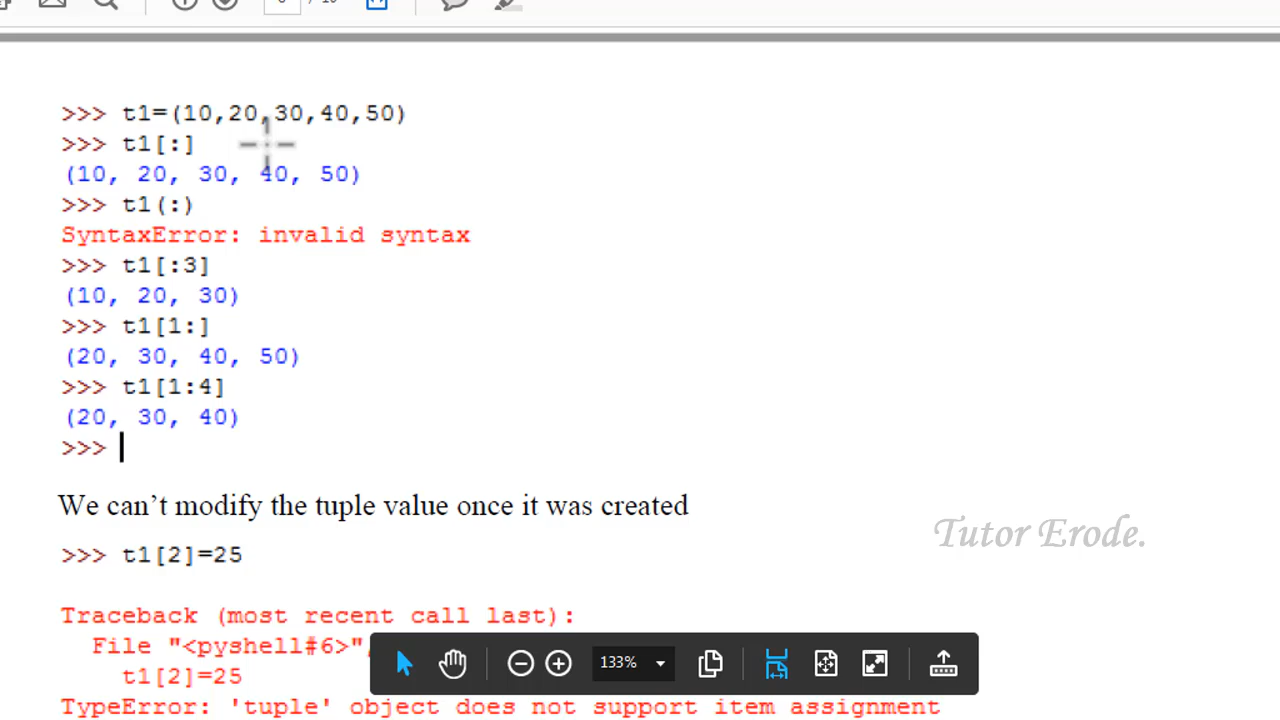 >>> t1=(10,20,30,40,50)
>>> t1[:]
(10, 20, 30, 40, 50)
>>> t1(:)
SyntaxError: invalid syntax
>>> t1[:3]
(10, 20, 30)
>>> t1[1:]
(20, 30, 40, 50)
>>> t1[1:4]
(20, 30, 40)
>>>
We can’t modify the tuple value once it was created
Tutor Erode.
>>> t1[2]=25
Traceback (most recent call last):
File "<pyshell#6>",
t1[2]=25
133%
TypeError: 'tuple' object does not support item assignment